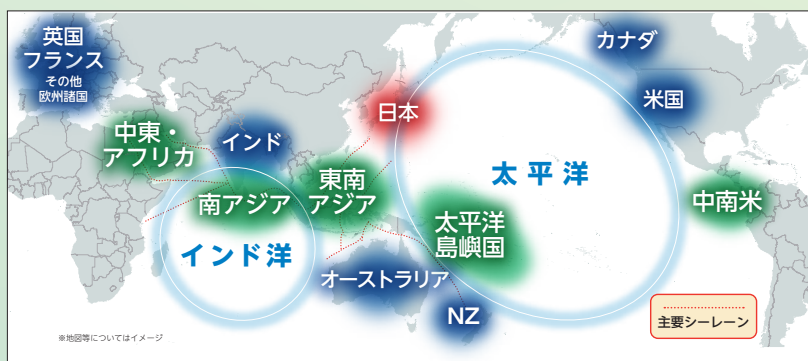 英国
フランス
その他
欧州諸国
カナダ
米国
日本
中東・
アフリカ
インド
太平洋
東南
アジア
南アジア
中南米
太平洋
島嶼国
インド洋
オーストラリア
NZ
主要シーレーン
※地図等についてはイメージ